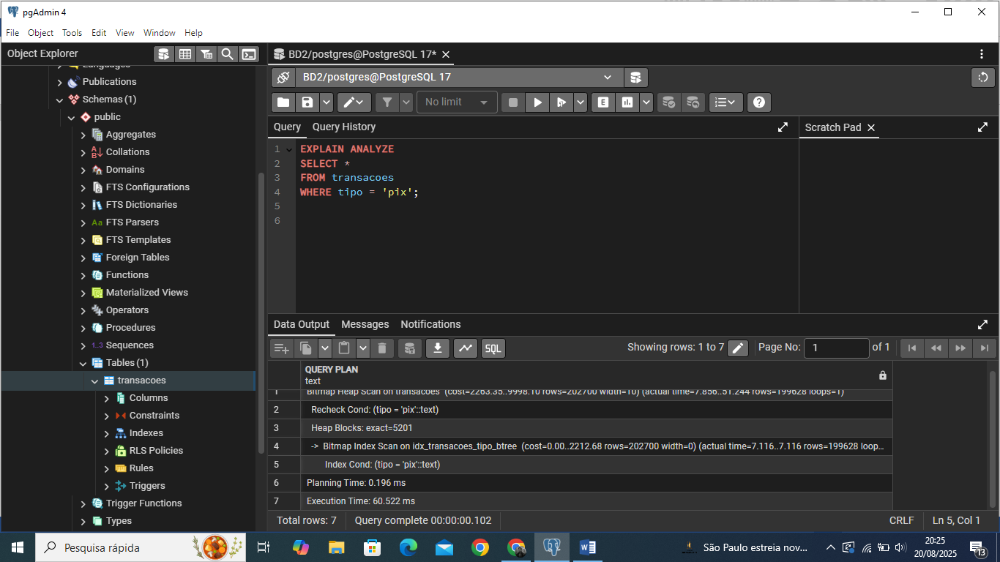 pgAdmin 4
File Object Tools Edit View Window Help
Object Explorer
BD2/postgres@PostgreSQL 17*
BD2/postgres@PostgreSQL 17
No limit
E
Languages
Publications
Schemas (1)
public
Aggregates
Collations
Domains
FTS Configurations
FTS Dictionaries
Aa FTS Parsers
FTS Templates
Foreign Tables
Functions
Materialized Views
Operators
Procedures
1..3 Sequences
Tables (1)
transacoes
Columns
Constraints
Indexes
RLS Policies
Rules
Triggers
Trigger Functions
Types
Query Query History
Scratch Pad
1 EXPLAIN ANALYZE
2 SELECT *
3 FROM transacoes
4 WHERE tipo = 'pix';
5
6
Data Output Messages Notifications
SQL
Showing rows: 1 to 7
Page No: 1 of 1
QUERY PLAN
text
1 Bitmap Heap Scan on transacoes (cost=2263.35..9998.10 rows=202700 width=10) (actual time=7.856..51.244 rows=199628 loops=1)
2 Recheck Cond: (tipo = 'pix'::text)
3 Heap Blocks: exact=5201
4 -> Bitmap Index Scan on idx_transacoes_tipo_btree (cost=0.00..2212.68 rows=202700 width=0) (actual time=7.116..7.116 rows=199628 loop...
5 Index Cond: (tipo = 'pix'::text)
6 Planning Time: 0.196 ms
7 Execution Time: 60.522 ms
Total rows: 7 Query complete 00:00:00.102
CRLF Ln 5, Col 1
Pesquisa rápida
São Paulo estreia nov...
20:25
20/08/2025
13